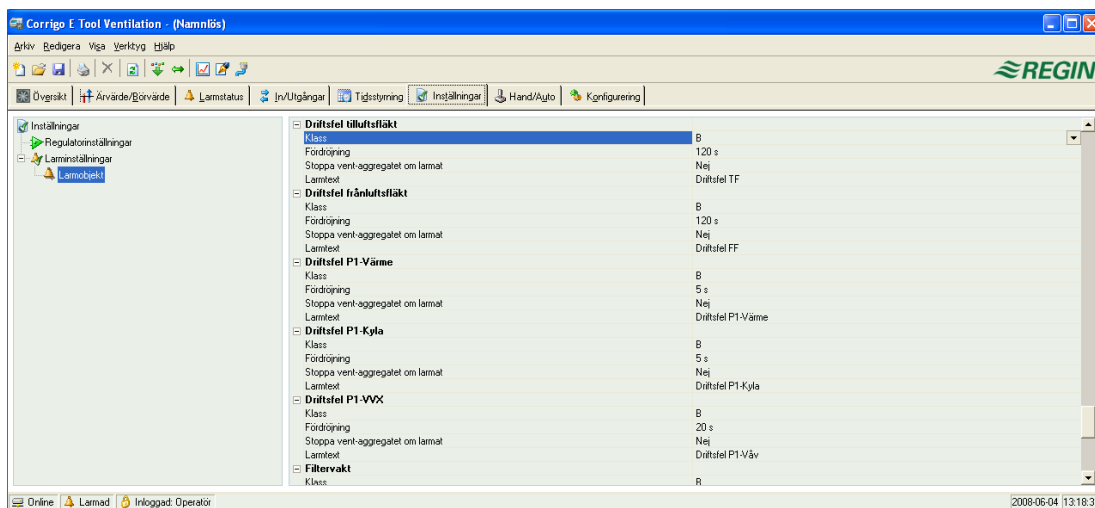 Corrigo E Tool Ventilation - (Namnlös)
Arkiv Redigera Visa Verktyg Hjälp
REGIN
Översikt Ärvärde/Börvärde Larmstatus In/Utgångar Tidsstyrning Inställningar Hand/Auto Konfigurering
Inställningar
Regulatorinställningar
Larminställningar
Larmobjekt
Driftsfel tilluftsfläkt
Klass B
Fördröjning 120 s
Stoppa vent-aggregatet om larmat Nej
Larmtext Driftsfel TF
Driftsfel frånluftsfläkt
Klass B
Fördröjning 120 s
Stoppa vent-aggregatet om larmat Nej
Larmtext Driftsfel FF
Driftsfel P1-Värme
Klass B
Fördröjning 5 s
Stoppa vent-aggregatet om larmat Nej
Larmtext Driftsfel P1-Värme
Driftsfel P1-Kyla
Klass B
Fördröjning 5 s
Stoppa vent-aggregatet om larmat Nej
Larmtext Driftsfel P1-Kyla
Driftsfel P1-VVX
Klass B
Fördröjning 20 s
Stoppa vent-aggregatet om larmat Nej
Larmtext Driftsfel P1-Våv
Filtervakt
Klass B
Online Larmad Inloggad: Operatör 2008-06-04 13:18:3